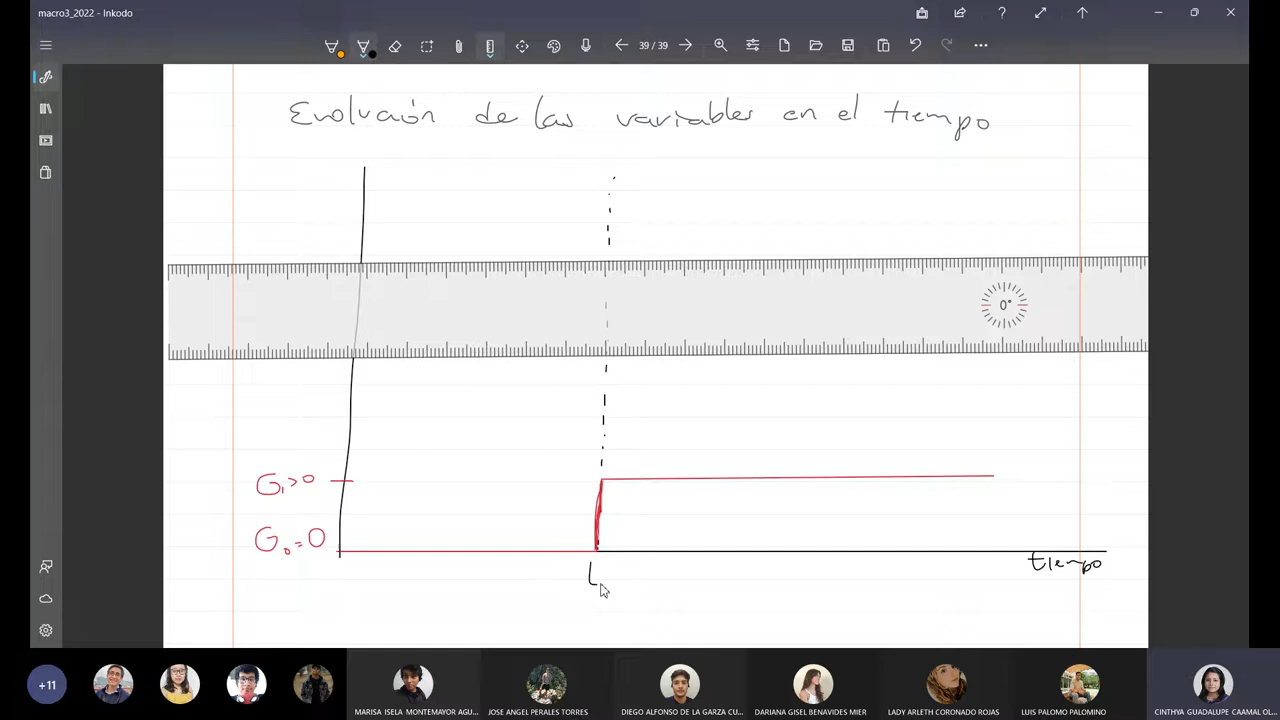 macro3_2022 - Inkodo
39 / 39
Evolución de las variables en el tiempo
0°
G₁>0
G₀=0
tiempo
+11
MARISA ISELA MONTEMAYOR AGU...
JOSE ANGEL PERALES TORRES
DIEGO ALFONSO DE LA GARZA CU...
DARIANA GISEL BENAVIDES MIER
LADY ARLETH CORONADO ROJAS
LUIS PALOMO PALOMINO
CINTHYA GUADALUPE CAAMAL OL...